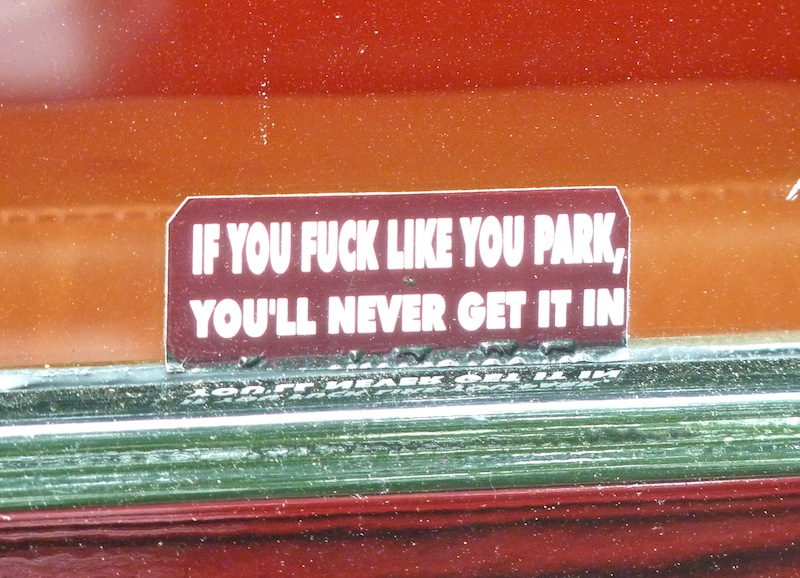 IF YOU FUCK LIKE YOU PARK,
YOU'LL NEVER GET IT IN